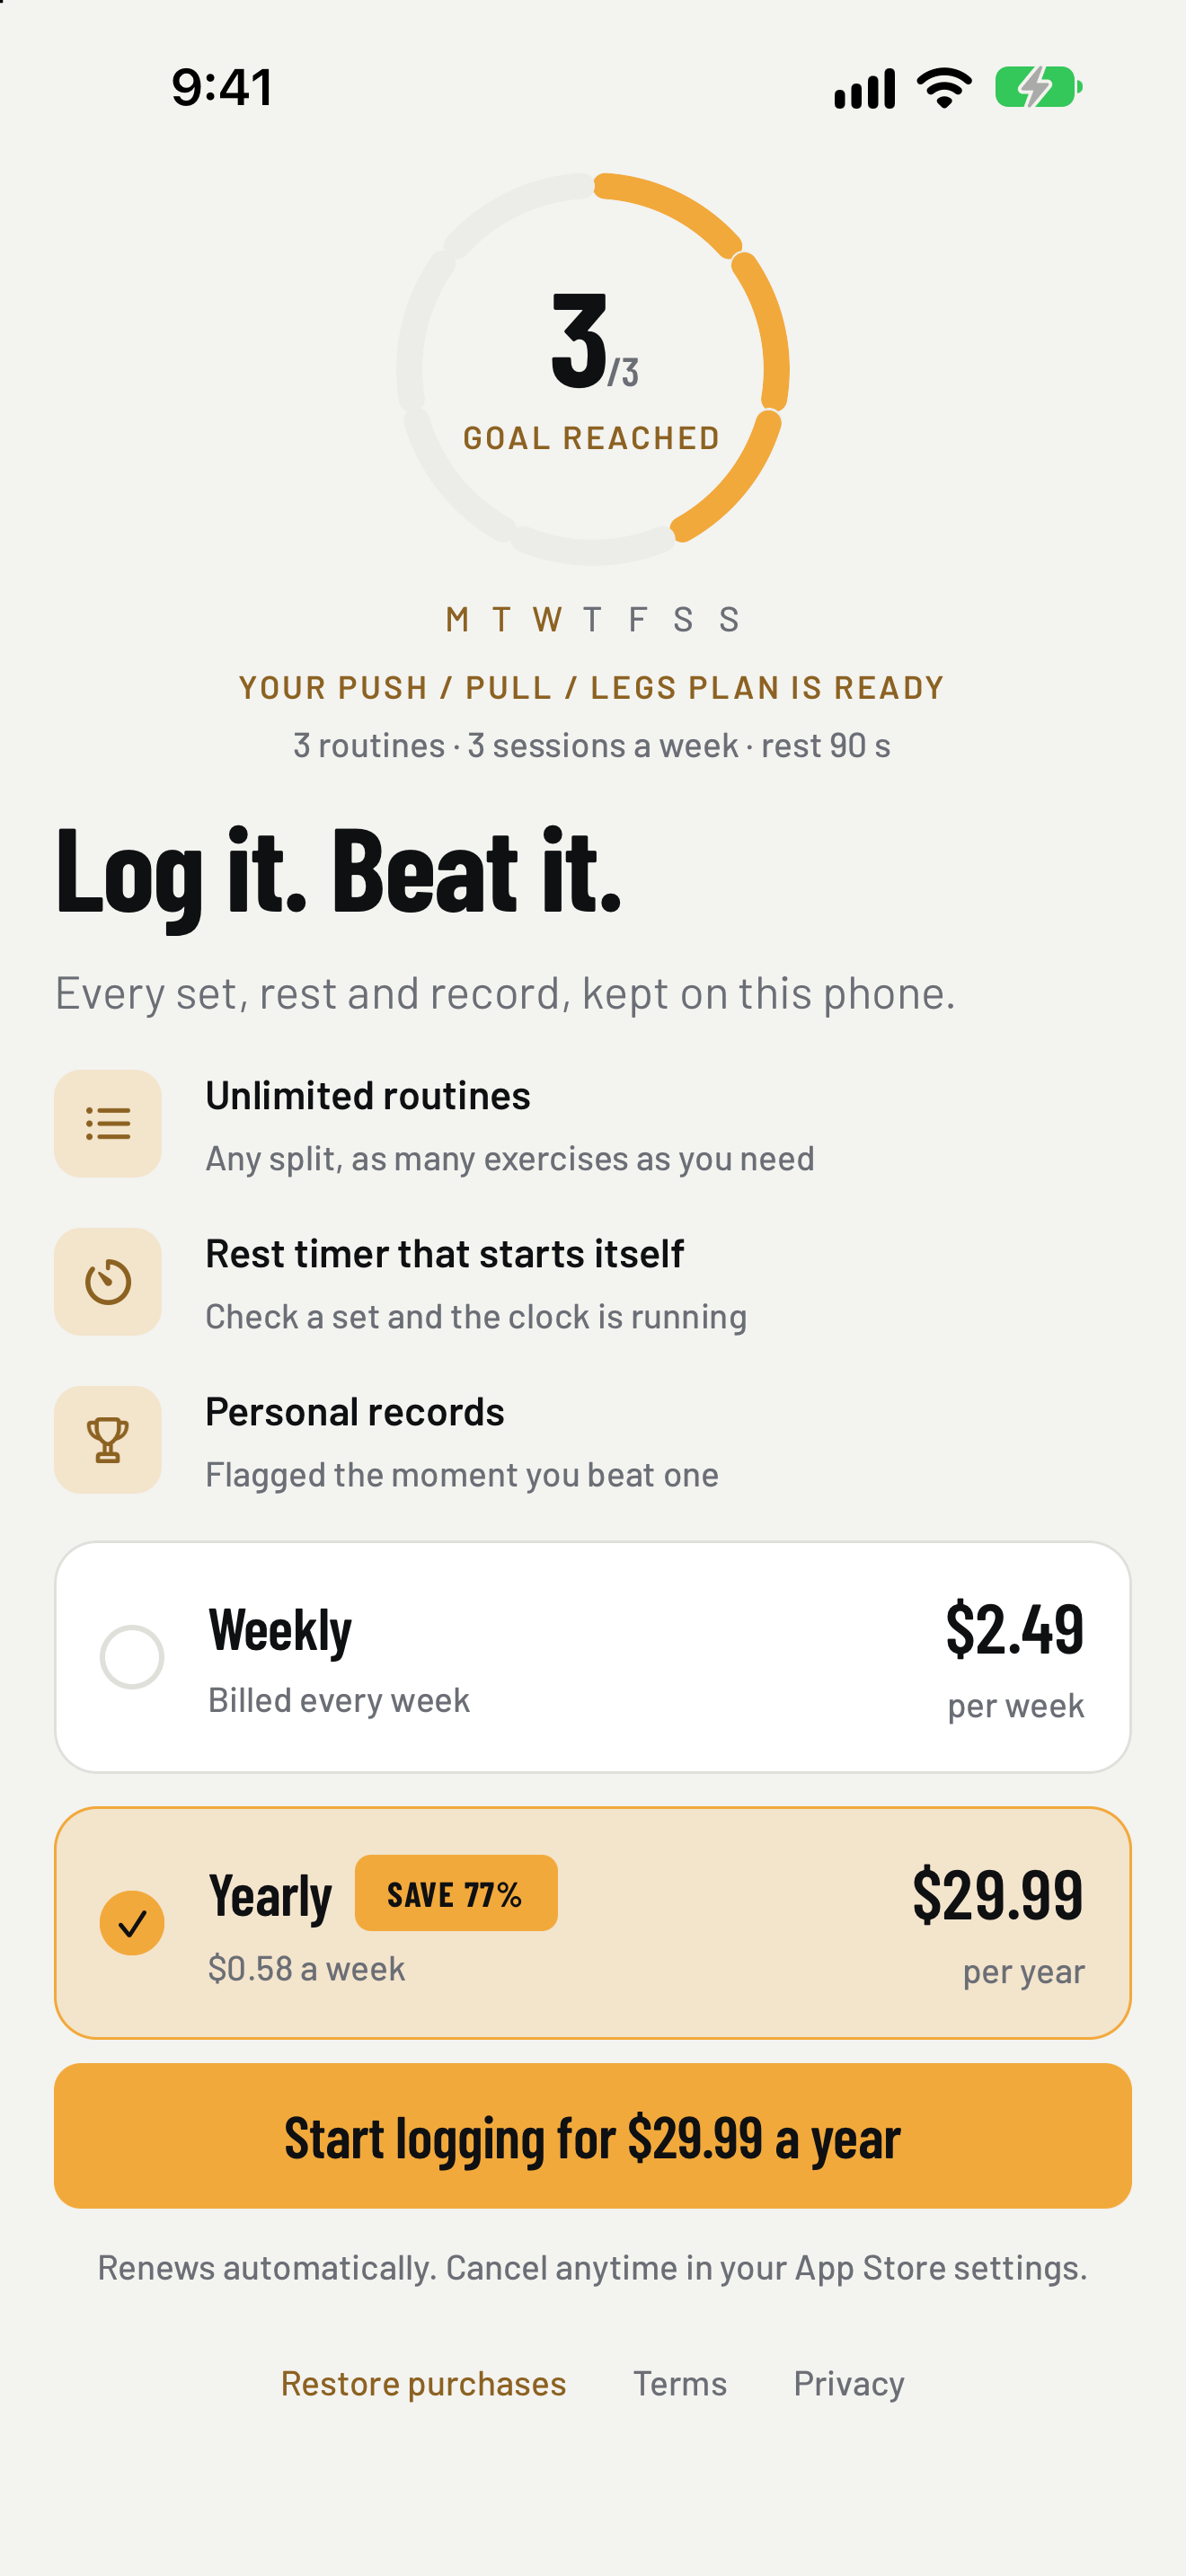 9:41
3/3
GOAL REACHED
M T W T F S S
YOUR PUSH / PULL / LEGS PLAN IS READY
3 routines · 3 sessions a week · rest 90 s
Log it. Beat it.
Every set, rest and record, kept on this phone.
Unlimited routines
Any split, as many exercises as you need
Rest timer that starts itself
Check a set and the clock is running
Personal records
Flagged the moment you beat one
Weekly
$2.49
Billed every week
per week
Yearly
SAVE 77%
$29.99
$0.58 a week
per year
Start logging for $29.99 a year
Renews automatically. Cancel anytime in your App Store settings.
Restore purchases
Terms
Privacy